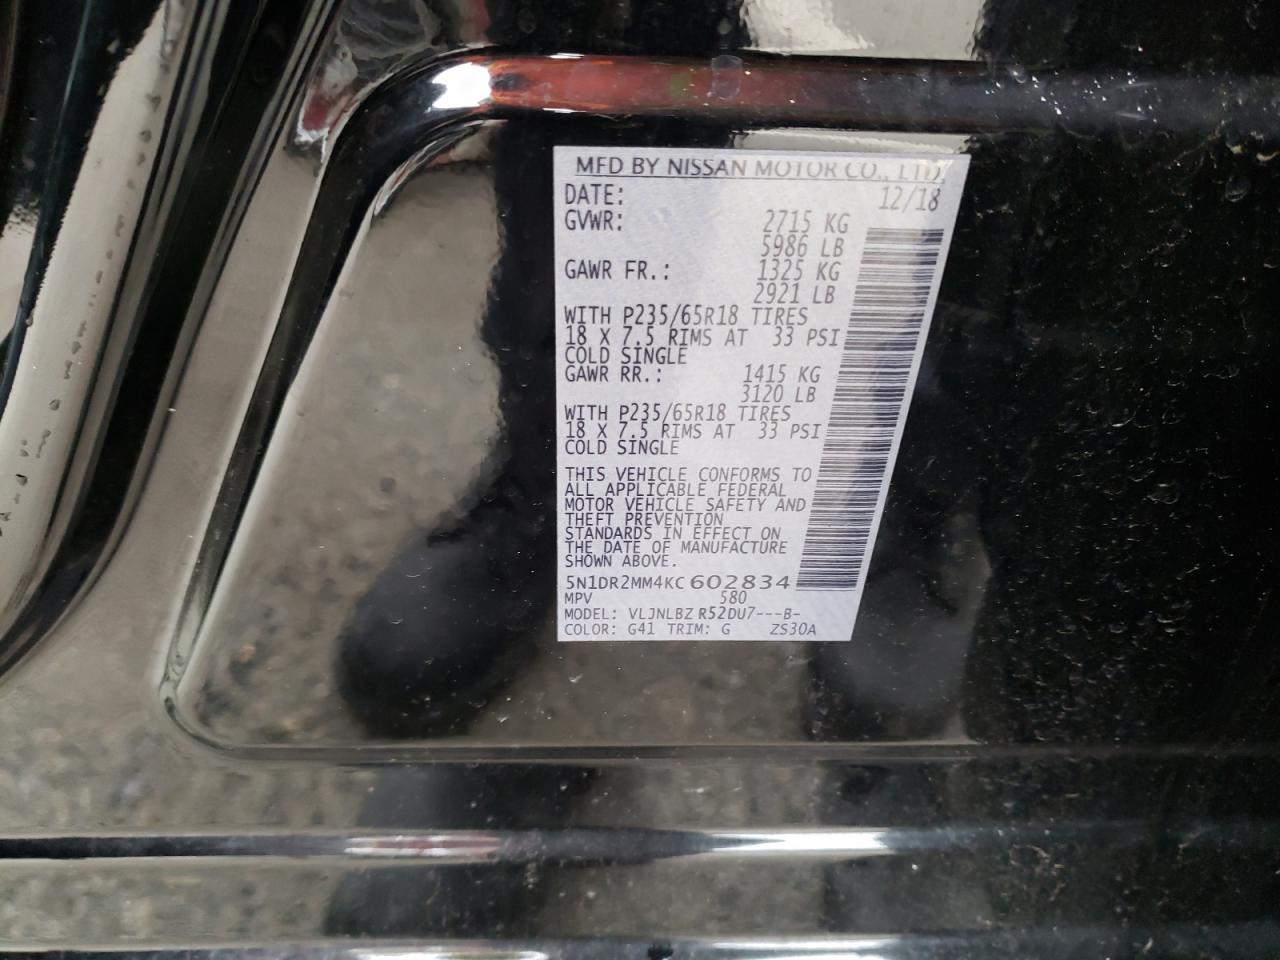 MFD BY NISSAN MOTOR CO., LTD.
DATE: 12/18
GVWR: 2715 KG
5986 LB
GAWR FR.: 1325 KG
2921 LB
WITH P235/65R18 TIRES
18 X 7.5 RIMS AT 33 PSI
COLD SINGLE
GAWR RR.: 1415 KG
3120 LB
WITH P235/65R18 TIRES
18 X 7.5 RIMS AT 33 PSI
COLD SINGLE
THIS VEHICLE CONFORMS TO
ALL APPLICABLE FEDERAL
MOTOR VEHICLE SAFETY AND
THEFT PREVENTION
STANDARDS IN EFFECT ON
THE DATE OF MANUFACTURE
SHOWN ABOVE.
5N1DR2MM4KC602834
MPV 580
MODEL: VLJNLBZ R52DU7---B-
COLOR: G41 TRIM: G ZS30A